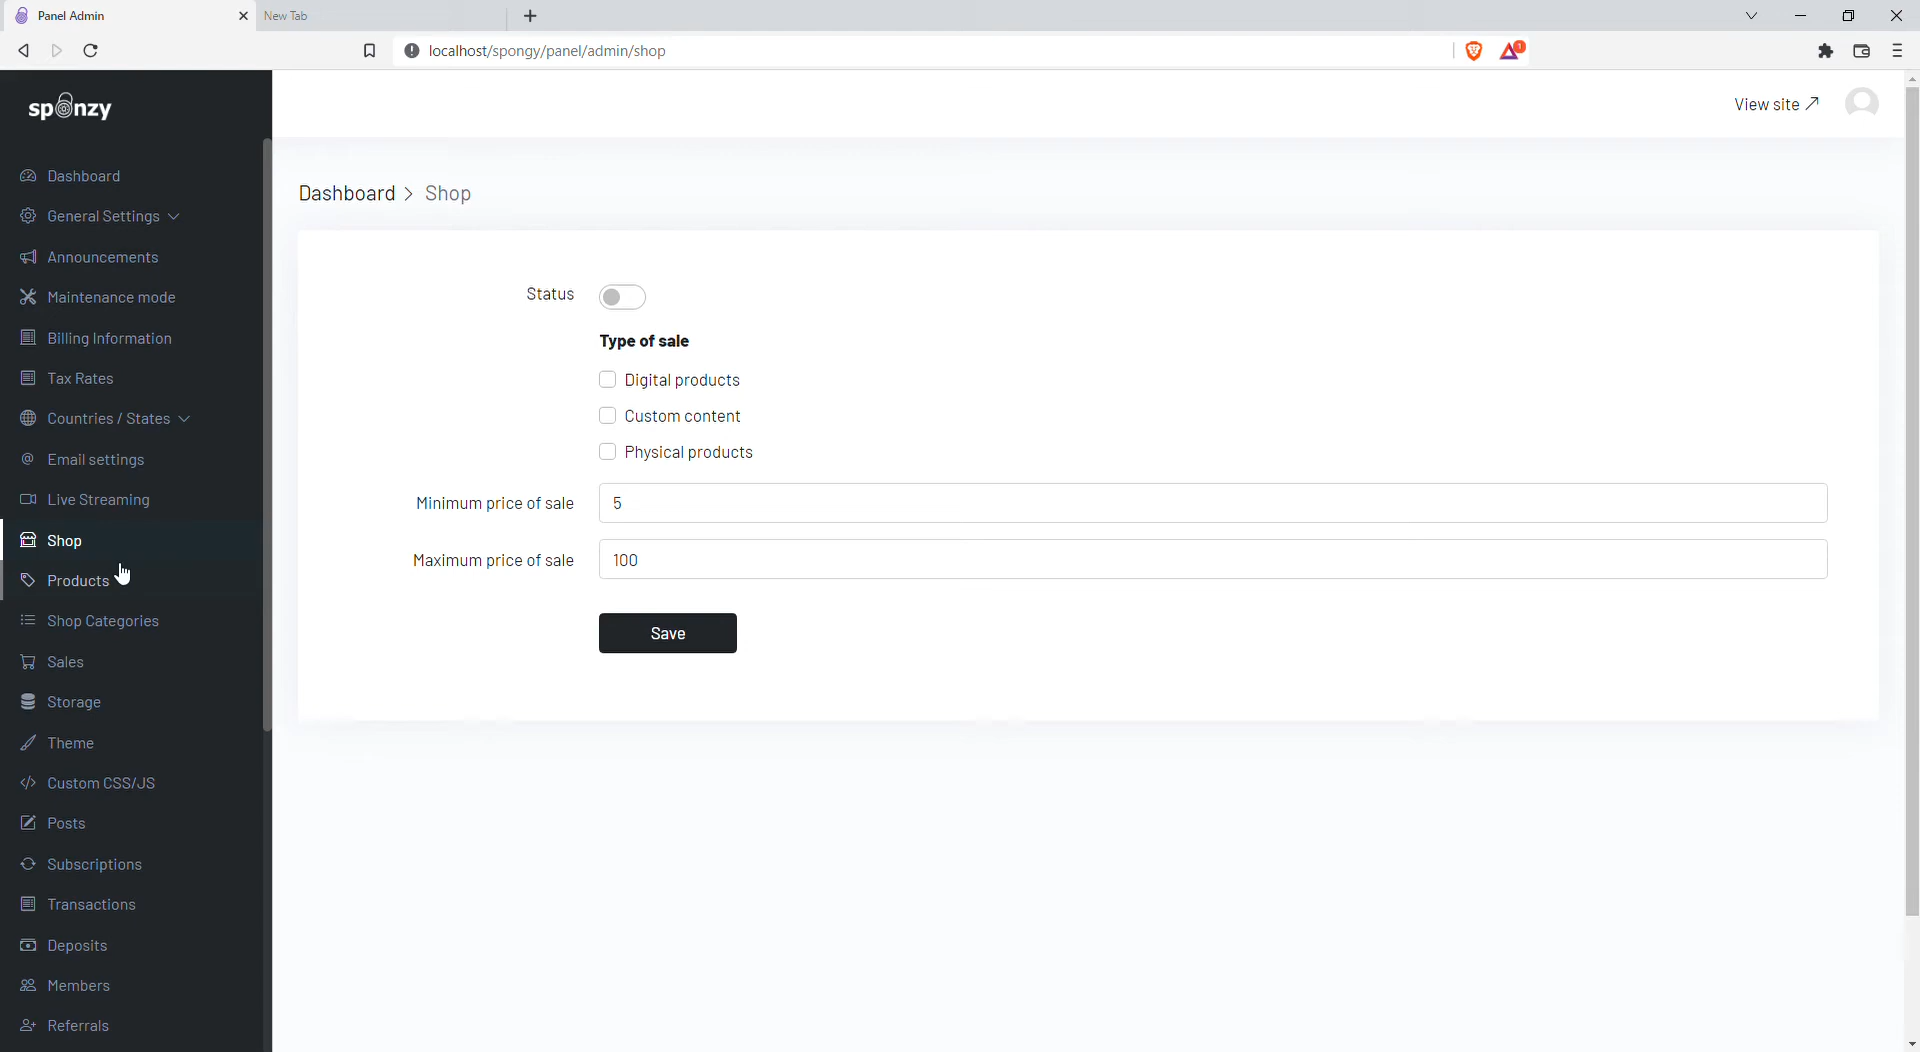 Panel Admin
New Tab
localhost/spongy/panel/admin/shop
1
sponzy
View site
Dashboard
General Settings
Announcements
Maintenance mode
Billing Information
Tax Rates
Countries / States
Email settings
Live Streaming
Shop
Products
Shop Categories
Sales
Storage
Theme
Custom CSS/JS
Posts
Subscriptions
Transactions
Deposits
Members
Referrals
Dashboard > Shop
Status
Type of sale
Digital products
Custom content
Physical products
Minimum price of sale 5
Maximum price of sale 100
Save